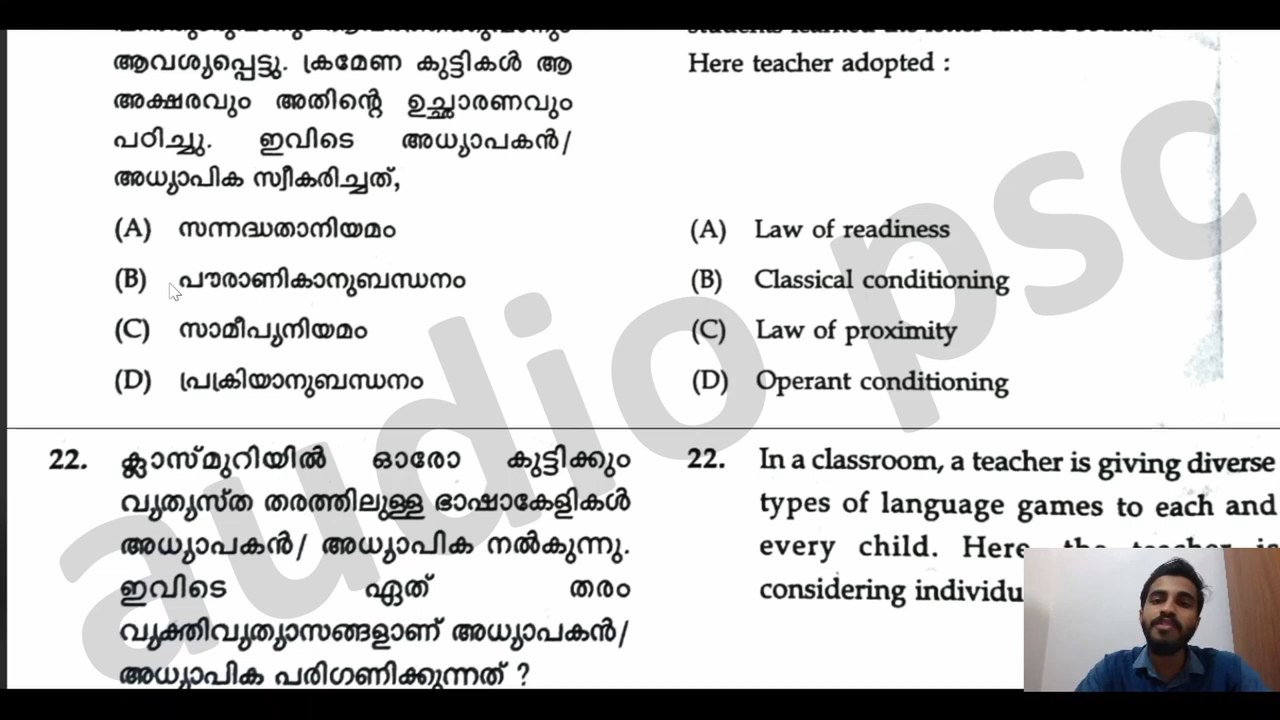 ആവശ്യപ്പെട്ടു. ക്രമേണ കുട്ടികൾ ആ
അക്ഷരവും അതിന്റെ ഉച്ഛാരണവും
പഠിച്ചു. ഇവിടെ അധ്യാപകൻ/
അധ്യാപിക സ്വീകരിച്ചത്,
(A) സന്നദ്ധതാനിയമം
(B) പൗരാണികാനുബന്ധനം
(C) സാമീപ്യനിയമം
(D) പ്രക്രിയാനുബന്ധനം
22. ക്ലാസ്മുറിയിൽ ഓരോ കുട്ടിക്കും
വ്യത്യസ്ത തരത്തിലുള്ള ഭാഷാകേളികൾ
അധ്യാപകൻ/ അധ്യാപിക നൽകുന്നു.
ഇവിടെ ഏത് തരം
വ്യക്തിവ്യത്യാസങ്ങളാണ് അധ്യാപകൻ/
അധ്യാപിക പരിഗണിക്കുന്നത് ?
Here teacher adopted :
(A) Law of readiness
(B) Classical conditioning
(C) Law of proximity
(D) Operant conditioning
22. In a classroom, a teacher is giving diverse
types of language games to each and
every child. Here, the teacher is
considering individu
audio psc